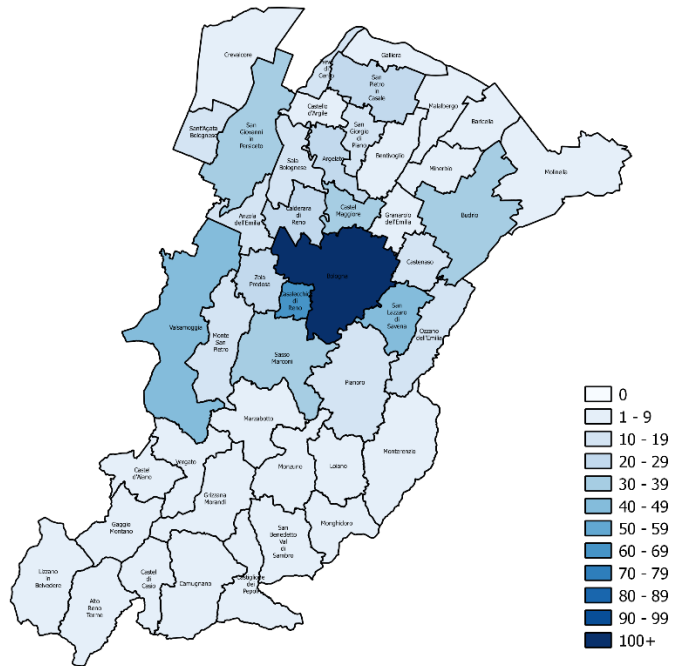 Crevalcore
Galliera
di
Cento
San
Pietro
in
Casale
Castello
d'Argile
Malalbergo
Baricella
Sant'Agata
Bolognese
San
Giovanni
in
Persiceto
San
Giorgio
di
Piano
Bentivoglio
Sala
Bolognese
Argelato
Minerbio
Molinella
Anzola
dell'Emilia
Calderara
di
Reno
Castel
Maggiore
Granarolo
dell'Emilia
Budrio
Castenaso
Bologna
Zola
Predosa
Casalecchio
di
Reno
San
Lazzaro
di
Savena
Ozzano
dell'Emilia
Valsamoggia
Monte
San
Pietro
Sasso
Marconi
Pianoro
Marzabotto
Vergato
Castel
d'Aiano
Monzuno
Loiano
Monterenzio
Grizzana
Morandi
Gaggio
Montano
San
Benedetto
Val
di
Sambro
Monghidoro
Lizzano
in
Belvedere
Alto
Reno
Terme
Castel
di
Casio
Camugnano
Castiglione
dei
Pepoli
0
1 - 9
10 - 19
20 - 29
30 - 39
40 - 49
50 - 59
60 - 69
70 - 79
80 - 89
90 - 99
100+